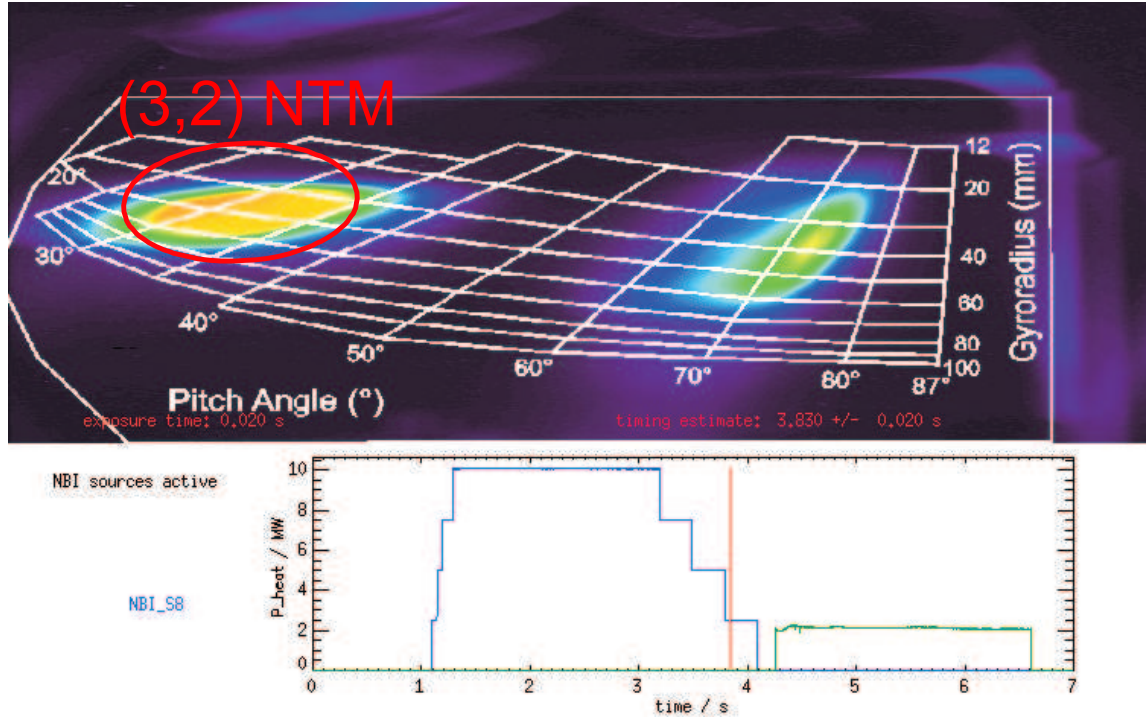 (3,2) NTM
12
20
40
60
80
100
Gyroradius (mm)
20°
30°
40°
50°
60°
70°
80°
87°
Pitch Angle (°)
exposure time: 0.020 s
timing estimate: 3.830 +/- 0.020 s
NBI sources active
NBI_S8
P_heat / MW
10
8
6
4
2
0
0 1 2 3 4 5 6 7
time / s